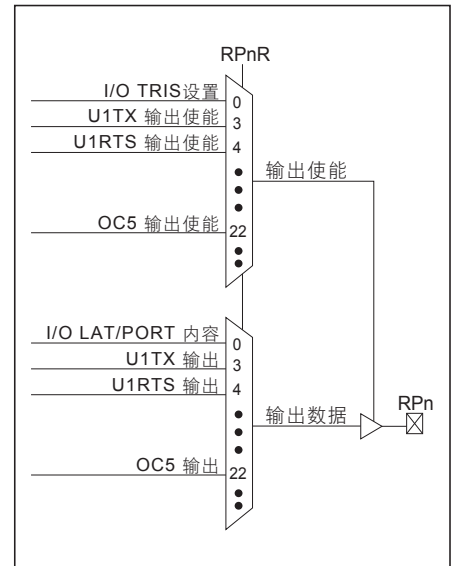 RPnR
I/O TRIS设置
0
U1TX 输出使能
3
U1RTS 输出使能
4
输出使能
OC5 输出使能
22
I/O LAT/PORT 内容
0
U1TX 输出
3
U1RTS 输出
4
输出数据
RPn
OC5 输出
22